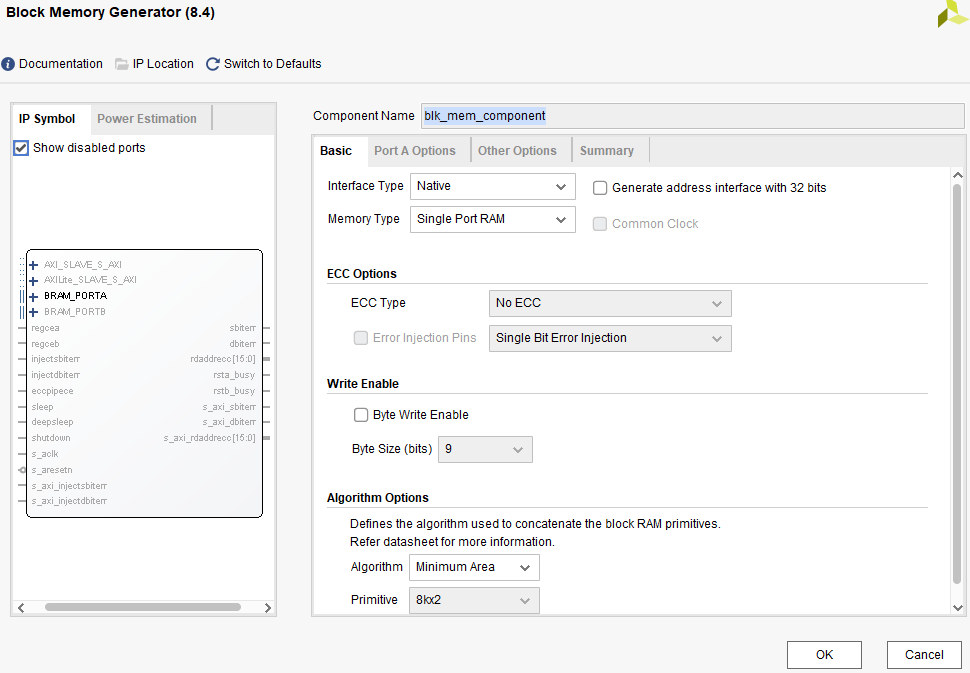 Block Memory Generator (8.4)
Documentation IP Location Switch to Defaults
IP Symbol Power Estimation
Show disabled ports
AXI_SLAVE_S_AXI
AXILite_SLAVE_S_AXI
BRAM_PORTA
BRAM_PORTB
regcea sbiterr
regceb dbiterr
injectsbiterr rdaddrecc[15:0]
injectdbiterr rsta_busy
eccpipece rstb_busy
sleep s_axi_sbiterr
deepsleep s_axi_dbiterr
shutdown s_axi_rdaddrecc[15:0]
s_aclk
s_aresetn
s_axi_injectsbiterr
s_axi_injectdbiterr
Component Name blk_mem_component
Basic Port A Options Other Options Summary
Interface Type Native Generate address interface with 32 bits
Memory Type Single Port RAM Common Clock
ECC Options
ECC Type No ECC
Error Injection Pins Single Bit Error Injection
Write Enable
Byte Write Enable
Byte Size (bits) 9
Algorithm Options
Defines the algorithm used to concatenate the block RAM primitives.
Refer datasheet for more information.
Algorithm Minimum Area
Primitive 8kx2
OK Cancel